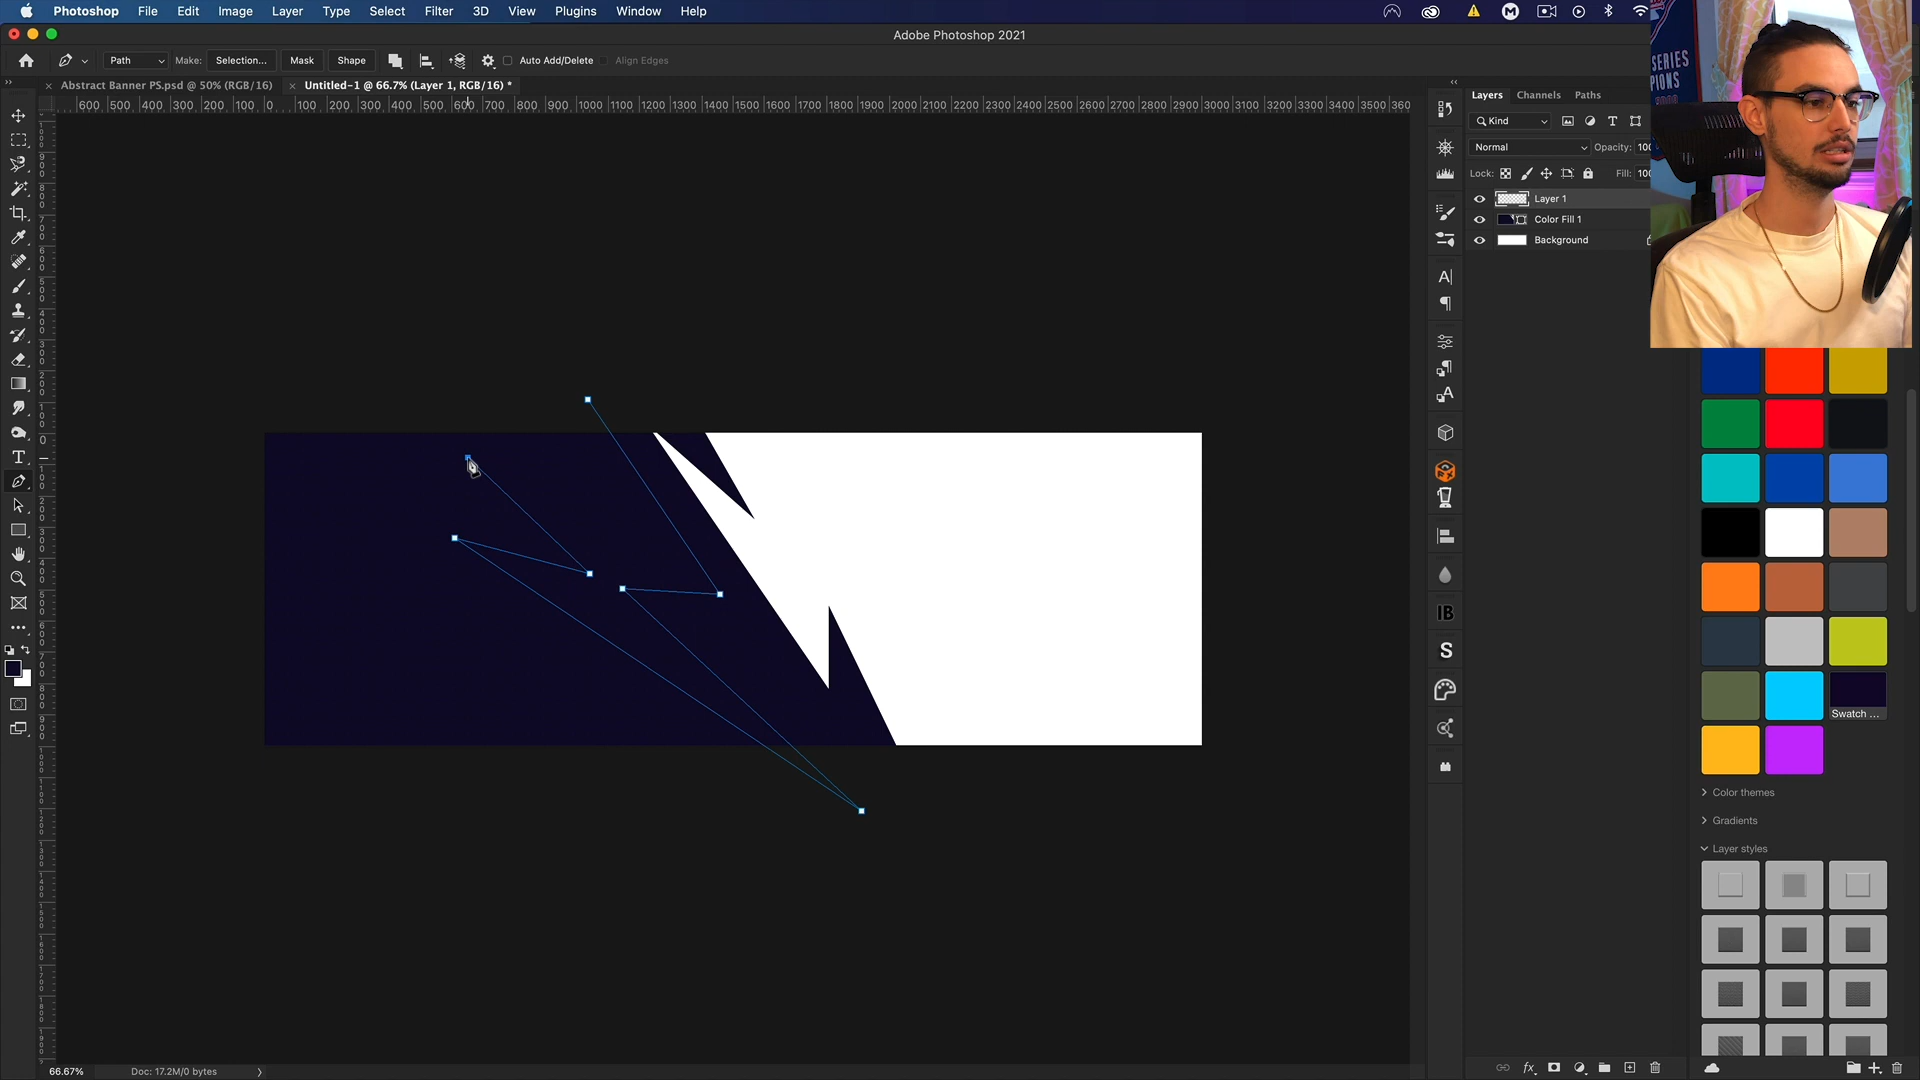 Photoshop File Edit Image Layer Type Select Filter 3D View Plugins Window Help
Adobe Photoshop 2021
Path Make: Selection... Mask Shape Auto Add/Delete Align Edges
Abstract Banner PS.psd @ 50% (RGB/16) Untitled-1 @ 66.7% (Layer 1, RGB/16) *
600 500 400 300 200 100 0 100 200 300 400 500 600 700 800 900 1000 1100 1200 1300 1400 1500 1600 1700 1800 1900 2000 2100 2200 2300 2400 2500 2600 2700 2800 2900 3000 3100 3200 3300 3400 3500 360
Layers Channels Paths
Kind
Normal Opacity: 100
Lock: Fill: 100
Layer 1
Color Fill 1
Background
SERIES
Swatch ...
Color themes
Gradients
Layer styles
66.67% Doc: 17.2M/0 bytes